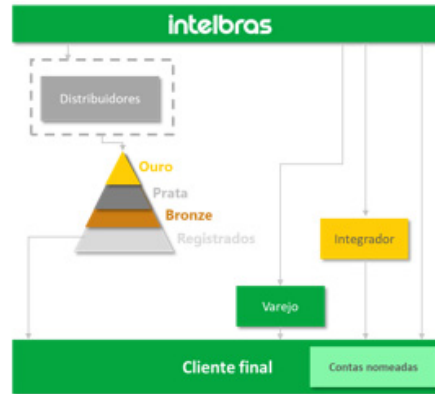 intelbras
Distribuidores
Ouro
Prata
Bronze
Registrados
Integrador
Varejo
Cliente final
Contas nomeadas